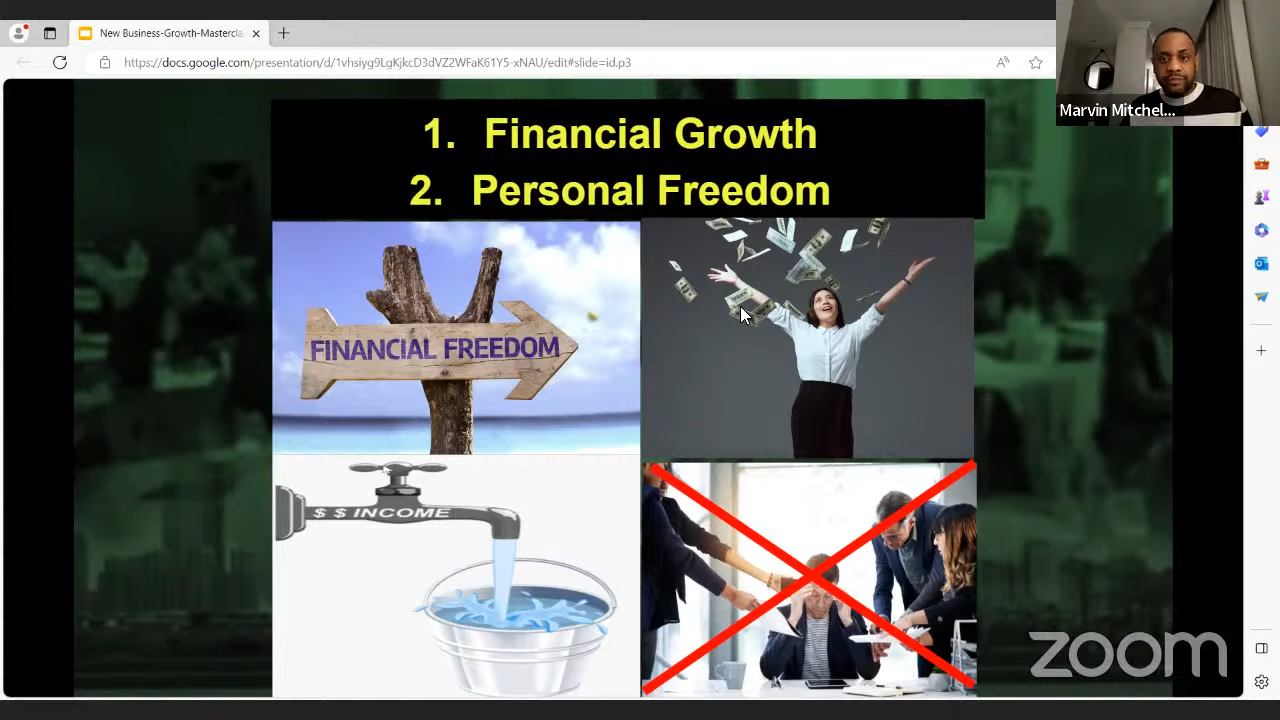 New Business-Growth-Mastercla
https://docs.google.com/presentation/d/1vhsiyg9LgKjkcD3dVZ2WrHox1Y5-xNAU/edit#slide=id.p3
Marvin Mitchel...
1. Financial Growth
2. Personal Freedom
FINANCIAL FREEDOM
$ $ INCOME
zoom